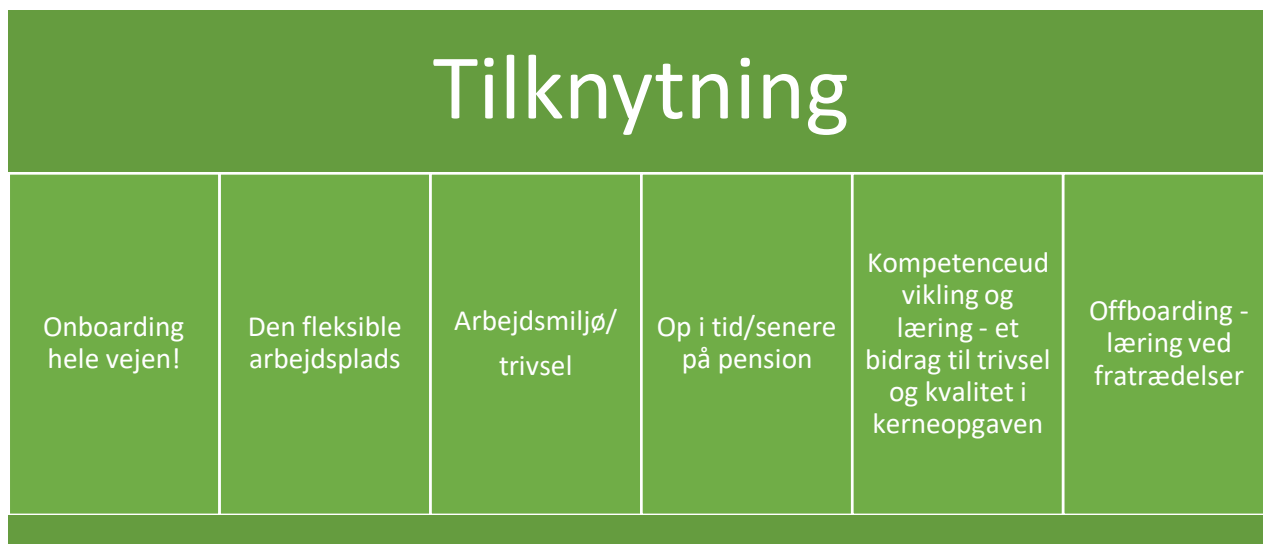 Tilknytning
Onboarding
hele vejen!
Den fleksible
arbejdsplads
Arbejdsmiljø/
trivsel
Op i tid/senere
på pension
Kompetenceud
vikling og
læring - et
bidrag til trivsel
og kvalitet i
kerneopgaven
Offboarding -
læring ved
fratrædelser